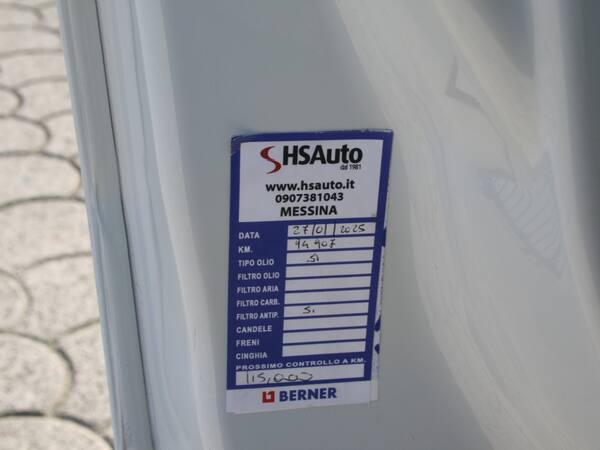 HSAuto
dal 1981
www.hsauto.it
0907381043
MESSINA
DATA 27/01/2025
KM. 94 907
TIPO OLIO si
FILTRO OLIO
FILTRO ARIA
FILTRO CARB.
FILTRO ANTIP. Si
CANDELE
FRENI
CINGHIA
PROSSIMO CONTROLLO A KM.
115,000
BERNER